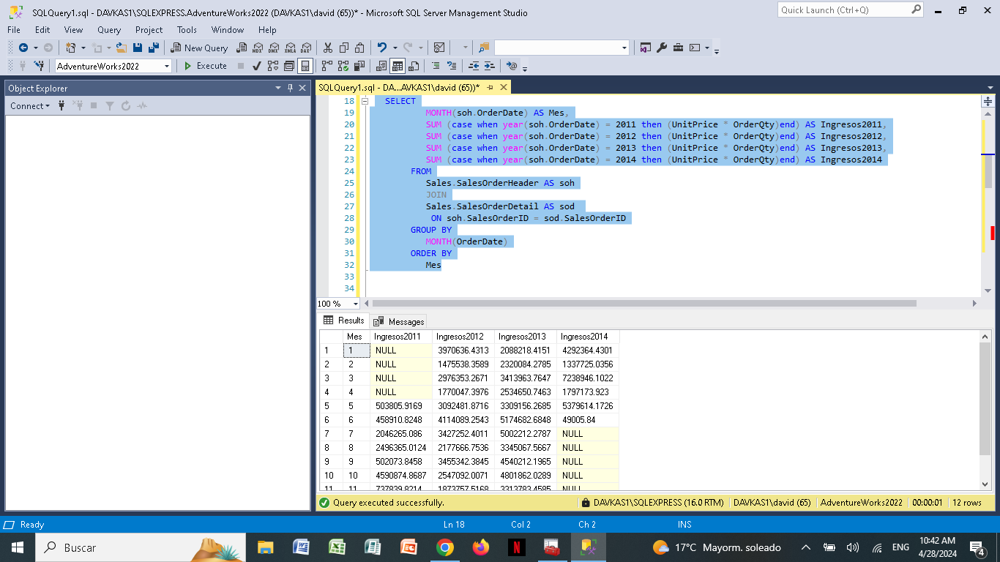 SQLQuery1.sql - DAVKAS1\SQLEXPRESS.AdventureWorks2022 (DAVKAS1\david (65))* - Microsoft SQL Server Management Studio
Quick Launch (Ctrl+Q)
File Edit View Query Project Tools Window Help
New Query MDX DMX XMLA DAX
AdventureWorks2022 Execute
Object Explorer
Connect
SQLQuery1.sql - DA...AVKAS1\david (65))*
18 SELECT
19 MONTH(soh.OrderDate) AS Mes,
20 SUM (case when year(soh.OrderDate) = 2011 then (UnitPrice * OrderQty)end) AS Ingresos2011,
21 SUM (case when year(soh.OrderDate) = 2012 then (UnitPrice * OrderQty)end) AS Ingresos2012,
22 SUM (case when year(soh.OrderDate) = 2013 then (UnitPrice * OrderQty)end) AS Ingresos2013,
23 SUM (case when year(soh.OrderDate) = 2014 then (UnitPrice * OrderQty)end) AS Ingresos2014
24 FROM
25 Sales.SalesOrderHeader AS soh
26 JOIN
27 Sales.SalesOrderDetail AS sod
28 ON soh.SalesOrderID = sod.SalesOrderID
29 GROUP BY
30 MONTH(OrderDate)
31 ORDER BY
32 Mes
33
34
100 %
Results Messages
Mes Ingresos2011 Ingresos2012 Ingresos2013 Ingresos2014
1 1 NULL 3970636.4313 2088218.4151 4292364.4301
2 2 NULL 1475538.3589 2320084.2785 1337725.0356
3 3 NULL 2976353.2671 3413963.7647 7238946.1022
4 4 NULL 1770047.3976 2534650.7463 1797173.923
5 5 503805.9169 3092481.8716 3309156.2685 5379614.1726
6 6 458910.8248 4114089.2543 5174682.6848 49005.84
7 7 2046265.086 3427252.4011 5002212.2787 NULL
8 8 2496365.0124 2177666.7536 3345067.5667 NULL
9 9 502073.8458 3455342.3845 4540212.1965 NULL
10 10 4590874.8687 2547092.0071 4801862.0289 NULL
11 11 737839.8214 1873757.5168 3313783.4585 NULL
Query executed successfully. DAVKAS1\SQLEXPRESS (16.0 RTM) DAVKAS1\david (65) AdventureWorks2022 00:00:01 12 rows
Ready Ln 18 Col 2 Ch 2 INS
Buscar 17°C Mayorm. soleado ENG 10:42 AM
4/28/2024 4